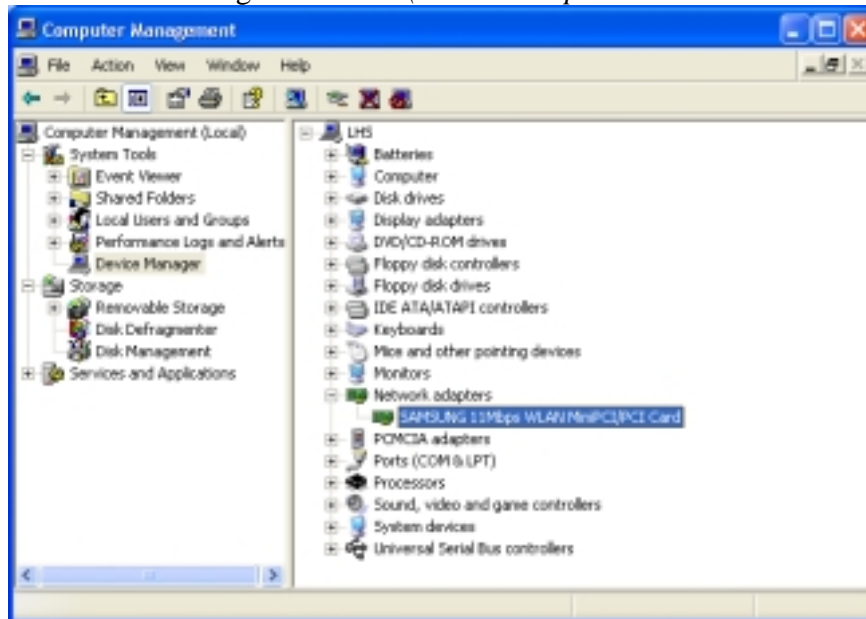 Computer Management
File Action View Window Help
Computer Management (Local)
System Tools
Event Viewer
Shared Folders
Local Users and Groups
Performance Logs and Alerts
Device Manager
Storage
Removable Storage
Disk Defragmenter
Disk Management
Services and Applications
LHS
Batteries
Computer
Disk drives
Display adapters
DVD/CD-ROM drives
Floppy disk controllers
Floppy disk drives
IDE ATA/ATAPI controllers
Keyboards
Mice and other pointing devices
Monitors
Network adapters
SAMSUNG 11Mbps WLAN MiniPCI/PCI Card
PCMCIA adapters
Ports (COM & LPT)
Processors
Sound, video and game controllers
System devices
Universal Serial Bus controllers